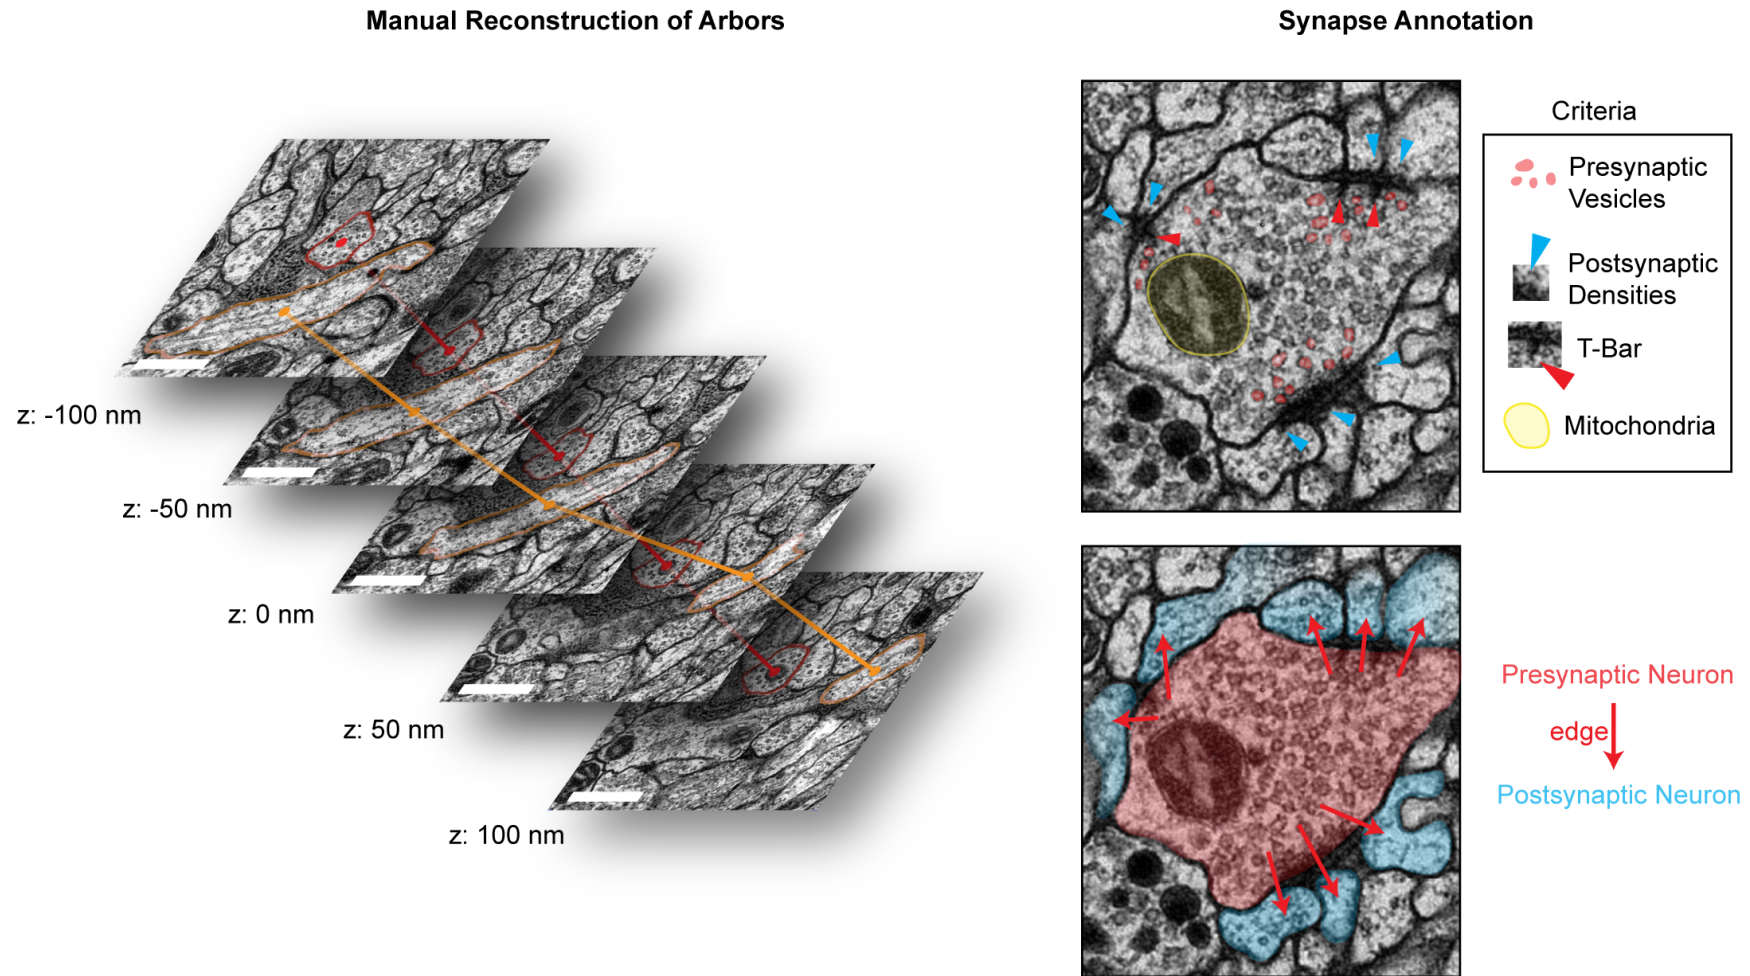 Manual Reconstruction of Arbors
z: -100 nm
z: -50 nm
z: 0 nm
z: 50 nm
z: 100 nm
Synapse Annotation
Criteria
Presynaptic
Vesicles
Postsynaptic
Densities
T-Bar
Mitochondria
Presynaptic Neuron
edge
Postsynaptic Neuron